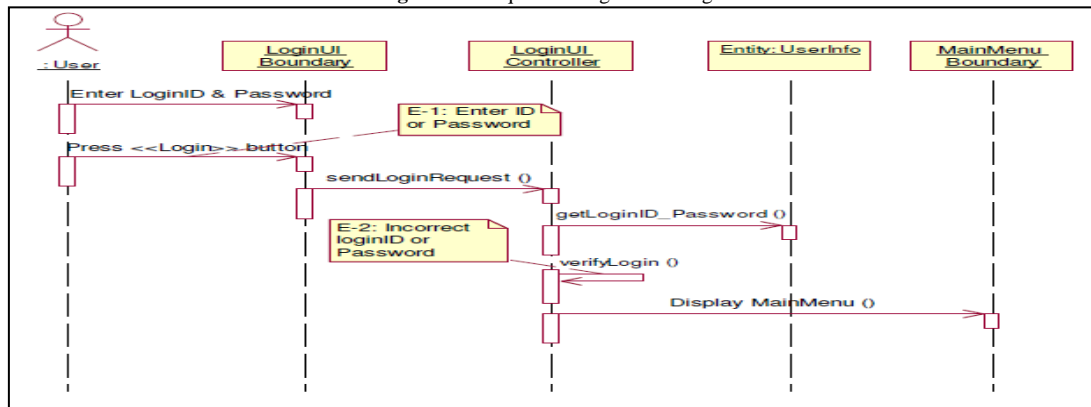 LoginUI
Boundary
LoginUI
Controller
Entity: UserInfo
MainMenu
Boundary
: User
Enter LoginID & Password
E-1: Enter ID
or Password
Press <<Login>> button
sendLoginRequest ()
getLoginID_Password ()
E-2: Incorrect
loginID or
Password
verifyLogin ()
Display MainMenu ()